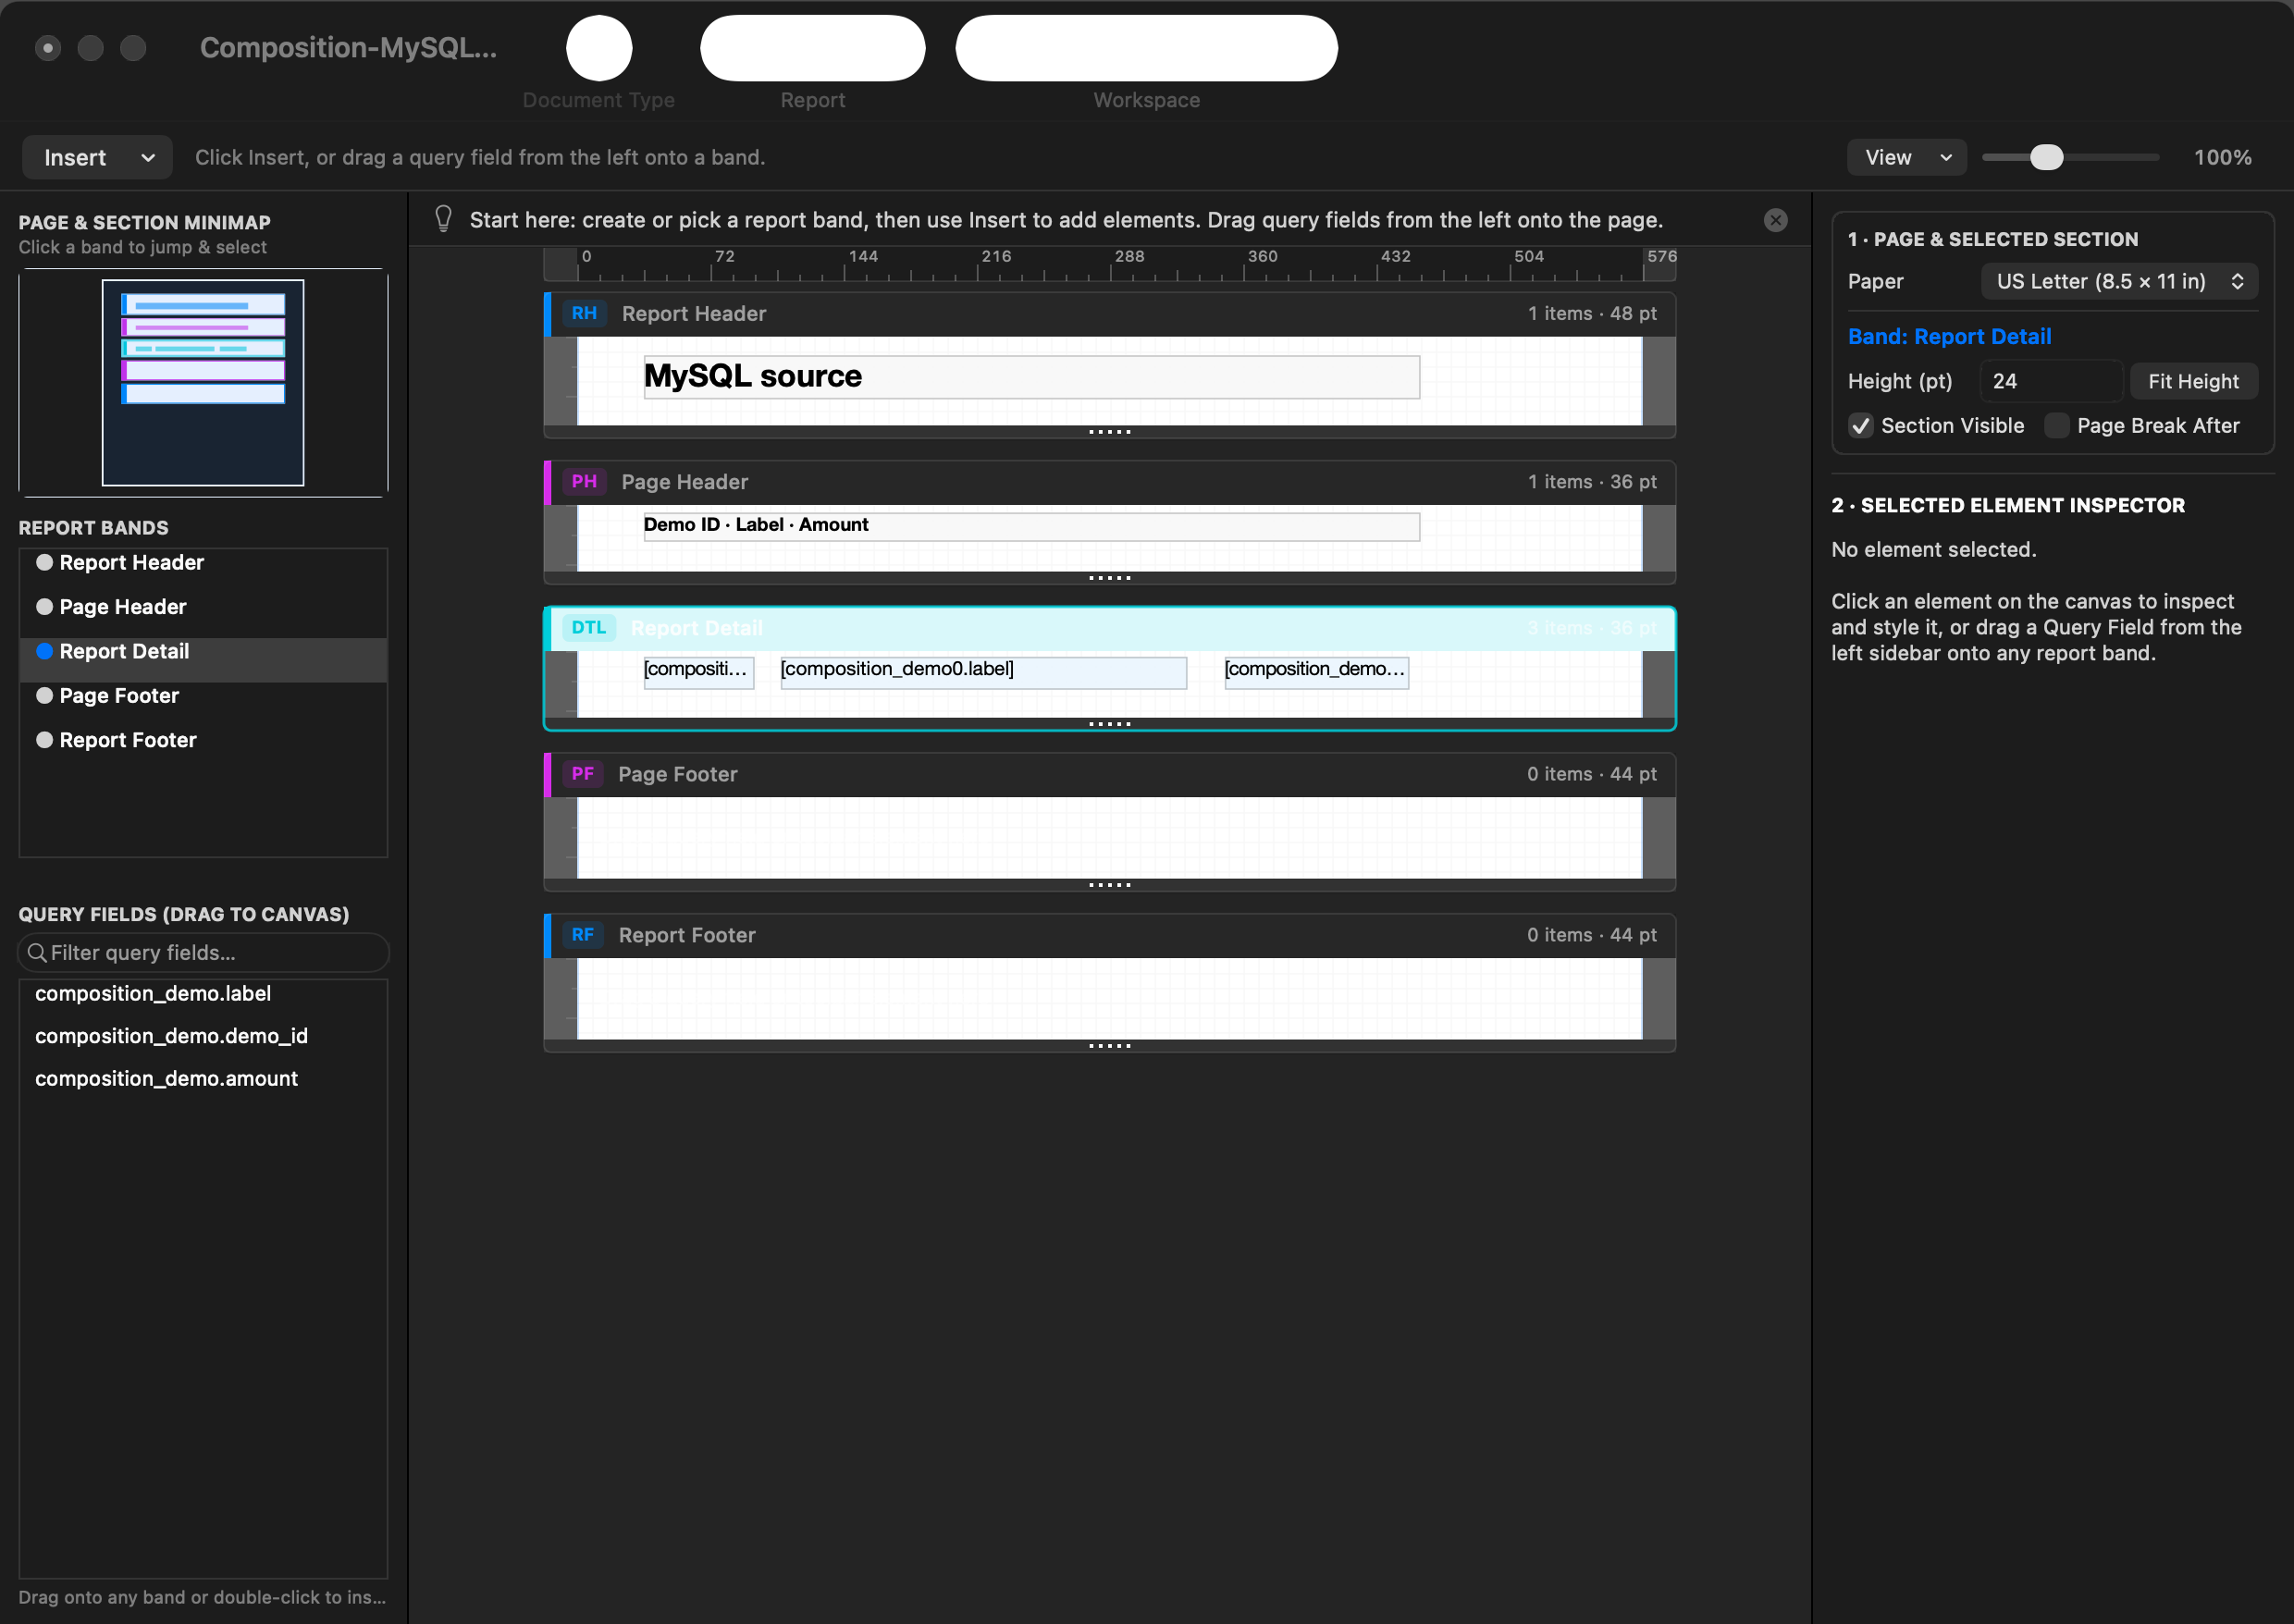 Composition-MySQL...
Document Type
Report
Workspace
Insert
Click Insert, or drag a query field from the left onto a band.
View
100%
PAGE & SECTION MINIMAP
Click a band to jump & select
REPORT BANDS
Report Header
Page Header
Report Detail
Page Footer
Report Footer
QUERY FIELDS (DRAG TO CANVAS)
Filter query fields...
composition_demo.label
composition_demo.demo_id
composition_demo.amount
Drag onto any band or double-click to ins...
Start here: create or pick a report band, then use Insert to add elements. Drag query fields from the left onto the page.
0 72 144 216 288 360 432 504 576
RH Report Header 1 items · 48 pt
MySQL source
PH Page Header 1 items · 36 pt
Demo ID · Label · Amount
DTL Report Detail 3 items · 36 pt
[compositi... [composition_demo0.label] [composition_demo...
PF Page Footer 0 items · 44 pt
RF Report Footer 0 items · 44 pt
1 · PAGE & SELECTED SECTION
Paper US Letter (8.5 × 11 in)
Band: Report Detail
Height (pt) 24 Fit Height
Section Visible Page Break After
2 · SELECTED ELEMENT INSPECTOR
No element selected.
Click an element on the canvas to inspect
and style it, or drag a Query Field from the
left sidebar onto any report band.